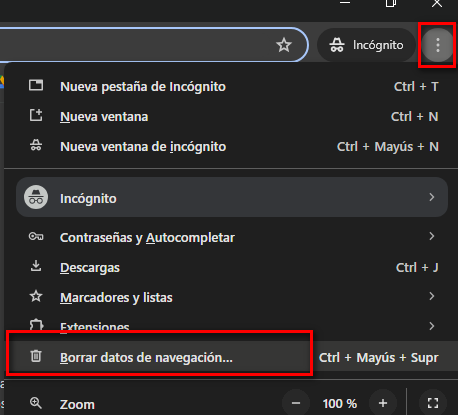 Incógnito
Nueva pestaña de Incógnito Ctrl + T
Nueva ventana Ctrl + N
Nueva ventana de incógnito Ctrl + Mayús + N
Incógnito
Contraseñas y Autocompletar
Descargas Ctrl + J
Marcadores y listas
Extensiones
Borrar datos de navegación... Ctrl + Mayús + Supr
Zoom − 100 % +